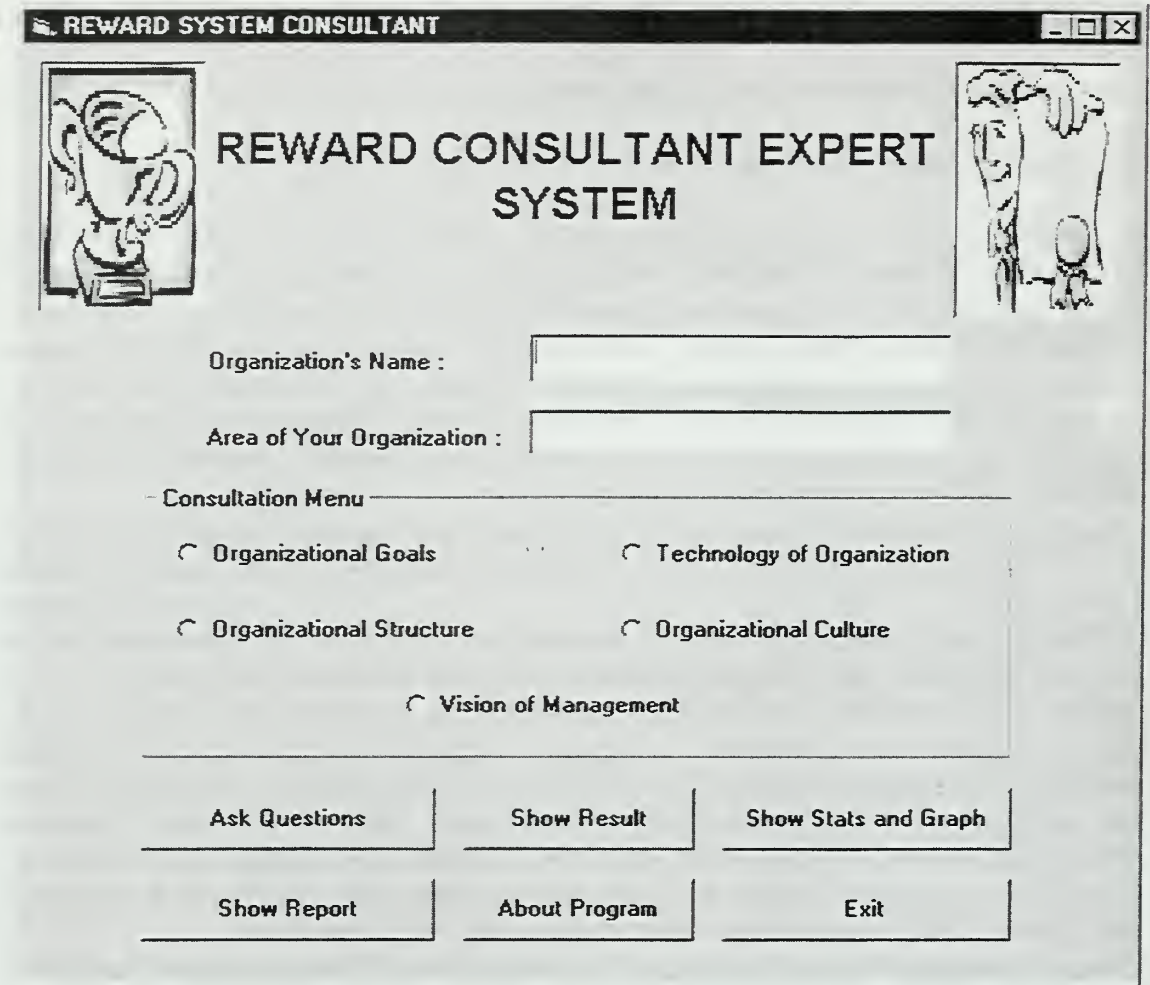 REWARD SYSTEM CONSULTANT
REWARD CONSULTANT EXPERT
SYSTEM
Organization's Name :
Area of Your Organization :
Consultation Menu
Organizational Goals
Technology of Organization
Organizational Structure
Organizational Culture
Vision of Management
Ask Questions
Show Result
Show Stats and Graph
Show Report
About Program
Exit